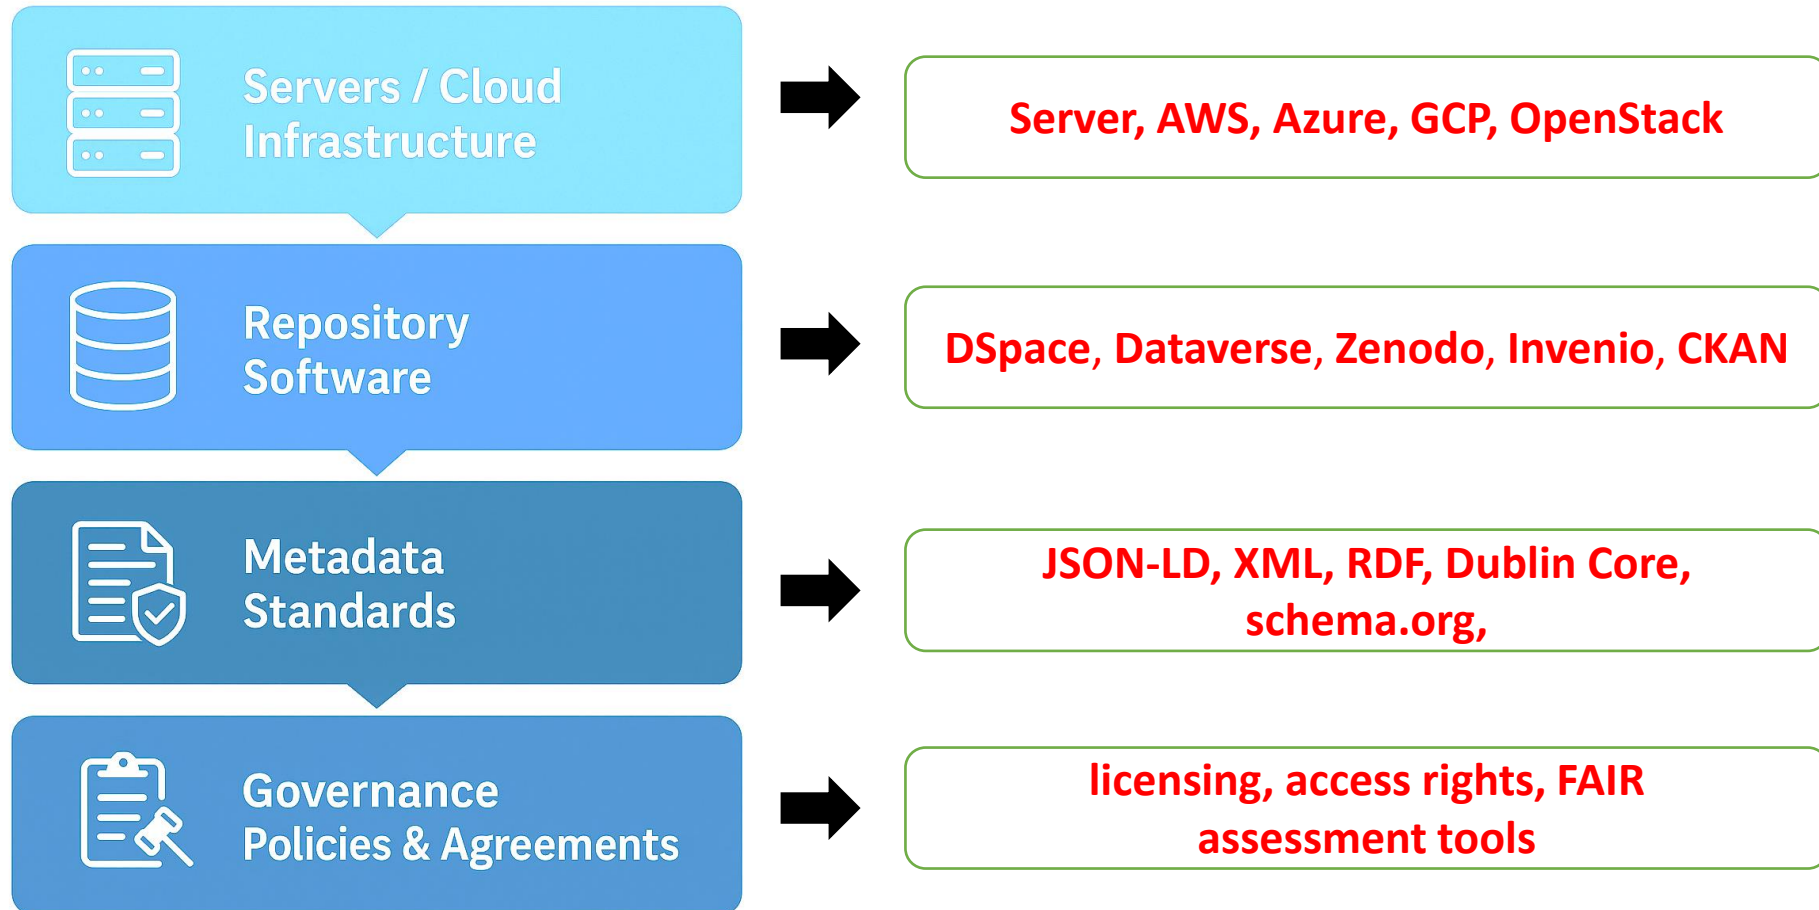 Servers / Cloud
Infrastructure
Server, AWS, Azure, GCP, OpenStack
Repository
Software
DSpace, Dataverse, Zenodo, Invenio, CKAN
Metadata
Standards
JSON-LD, XML, RDF, Dublin Core,
schema.org,
Governance
Policies & Agreements
licensing, access rights, FAIR
assessment tools